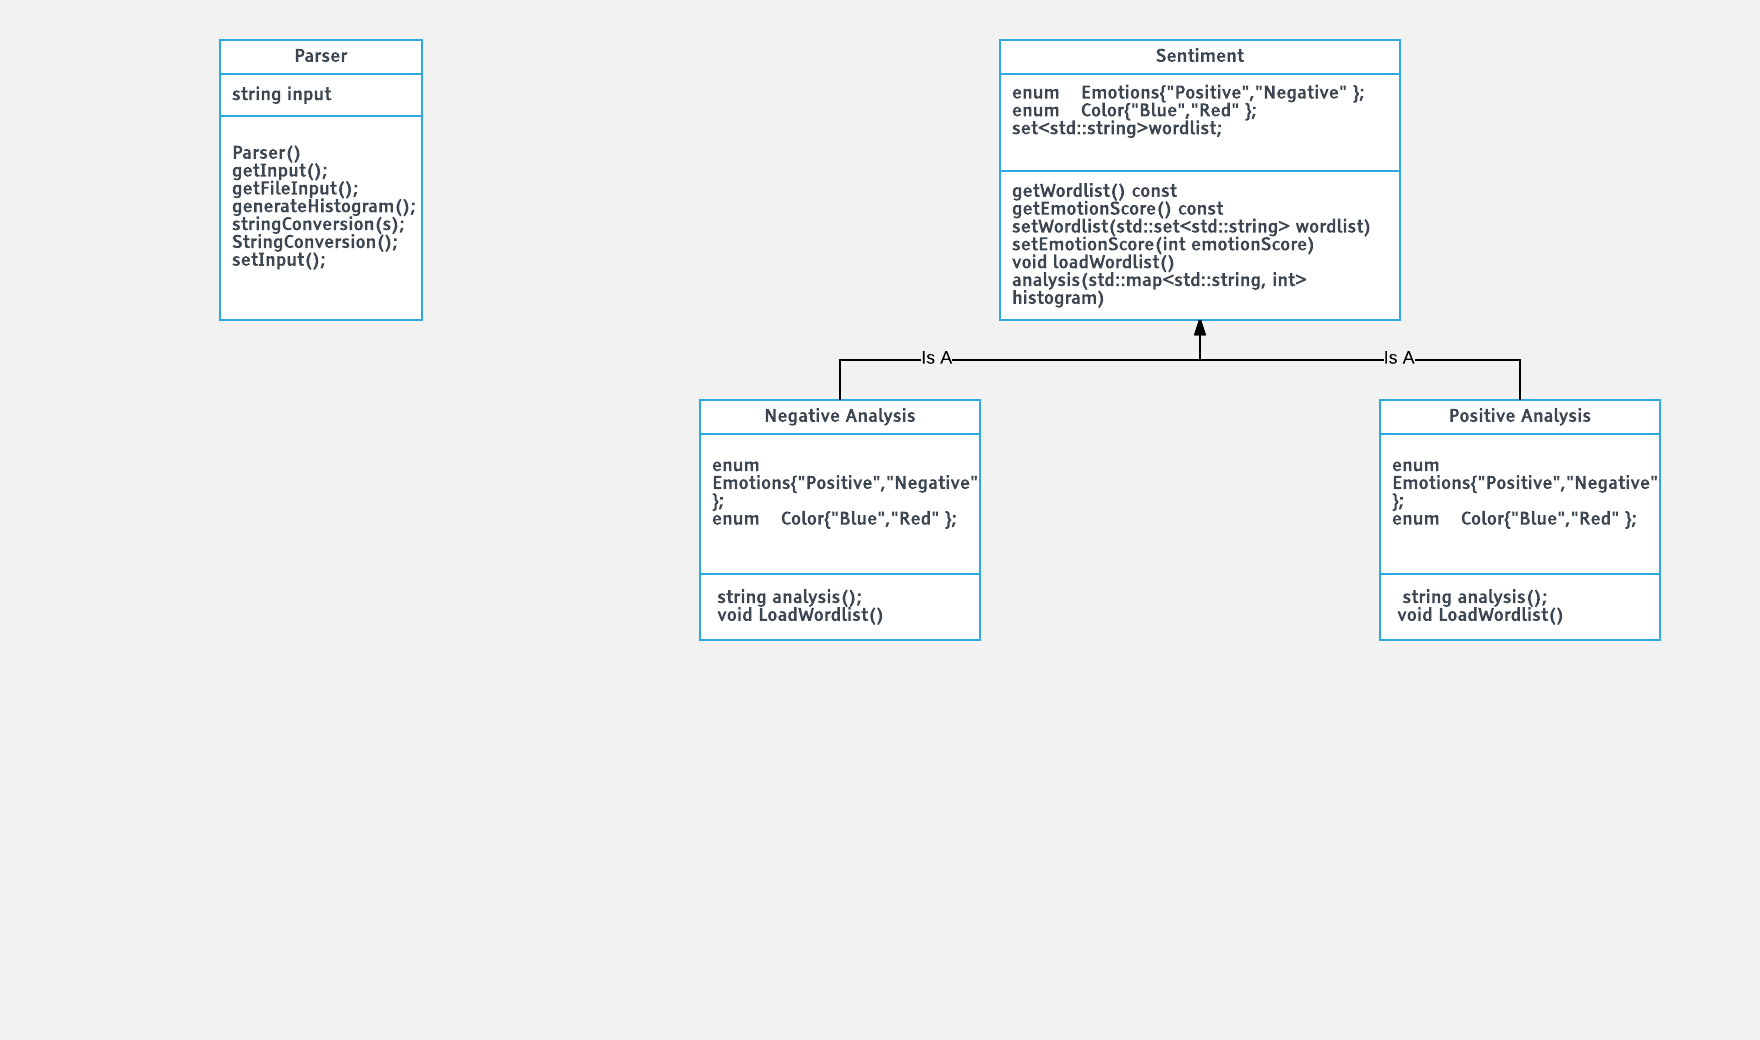 Parser
string input
Parser()
getInput();
getFileInput();
generateHistogram();
stringConversion(s);
StringConversion();
setInput();
Sentiment
enum    Emotions{"Positive","Negative" };
enum    Color{"Blue","Red" };
set<std::string>wordlist;
getWordlist() const
getEmotionScore() const
setWordlist(std::set<std::string> wordlist)
setEmotionScore(int emotionScore)
void loadWordlist()
analysis(std::map<std::string, int>
histogram)
Is A
Is A
Negative Analysis
enum
Emotions{"Positive","Negative"
};
enum    Color{"Blue","Red" };
string analysis();
void LoadWordlist()
Positive Analysis
enum
Emotions{"Positive","Negative"
};
enum    Color{"Blue","Red" };
string analysis();
void LoadWordlist()